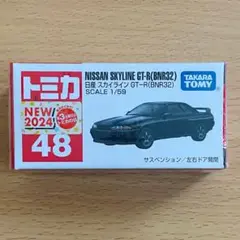 トミカ
NISSAN SKYLINE GT-R(BNR32)
日産 スカイライン GT-R(BNR32)
SCALE 1/59
TAKARA
TOMY
NEW
2024
48
サスペンション/左右ドア開閉